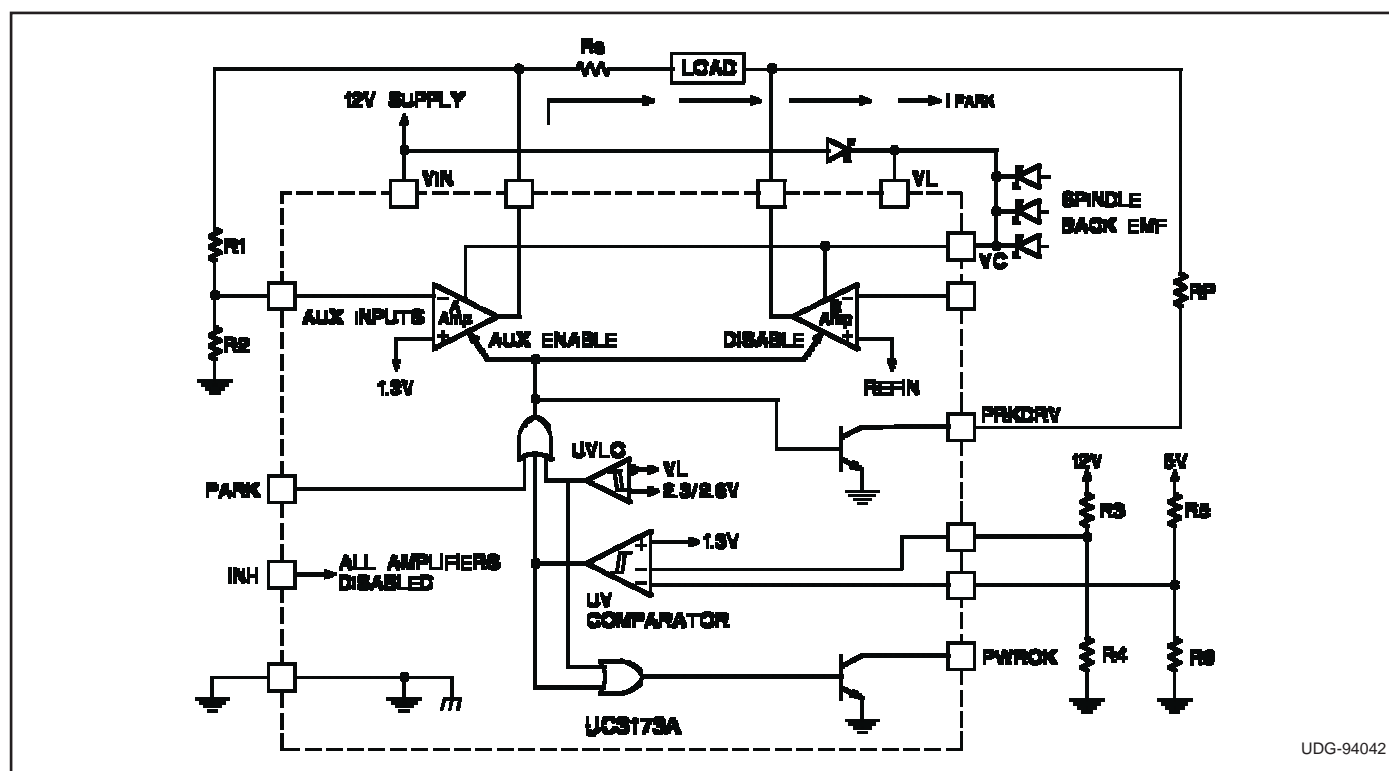 Rs
LOAD
I PARK
12V SUPPLY
VIN
VL
SPINDLE
BACK EMF
VC
R1
RP
AUX INPUTS
−
A
Amp
+
B
Amp
−
+
AUX ENABLE
DISABLE
R2
1.3V
REFIN
PRKDRV
UVLO
VL
2.3/2.6V
12V
5V
PARK
R3
R5
+
1.3V
−
−
INH
ALL AMPLIFIERS
DISABLED
UV
COMPARATOR
PWROK
R4
R6
UC3173A
UDG-94042